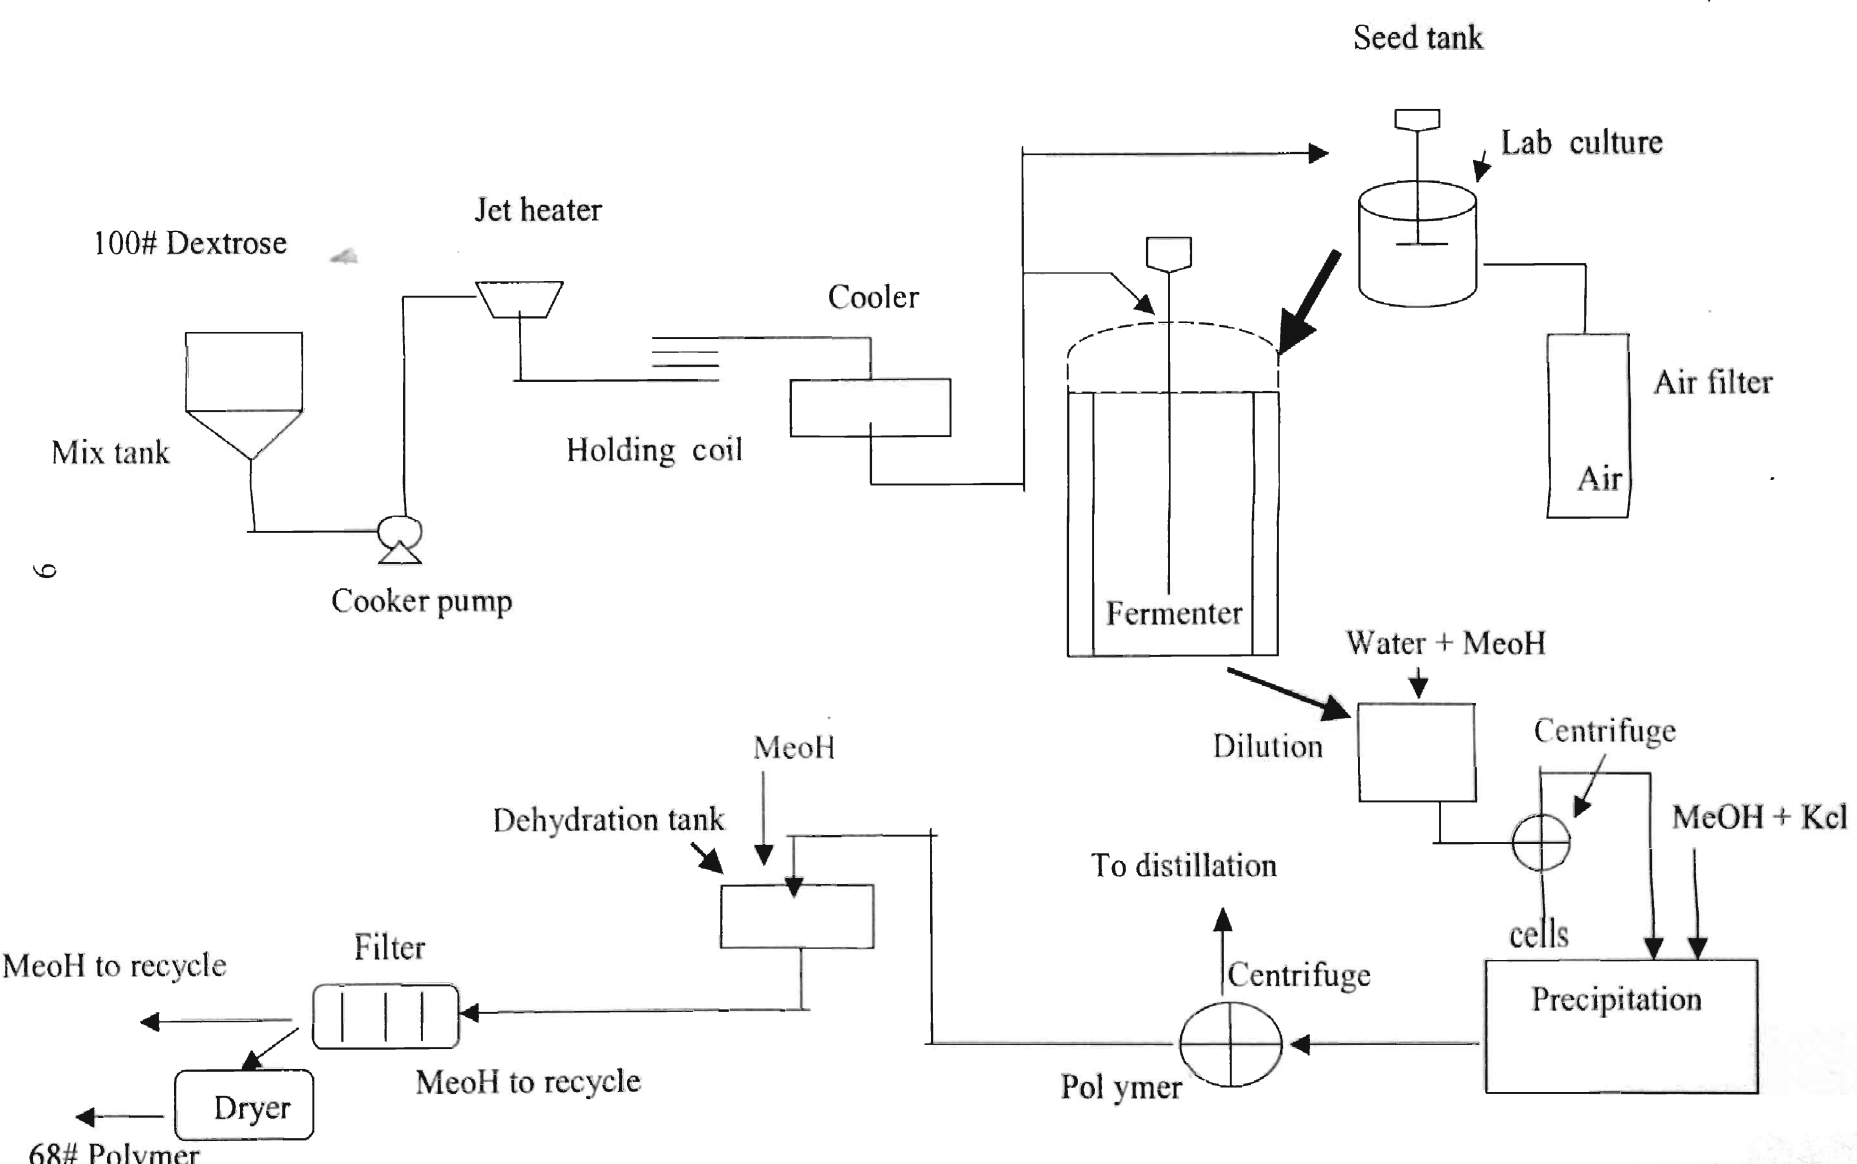 Seed tank
Lab culture
Jet heater
100# Dextrose
Cooler
Air filter
Mix tank
Holding coil
Air
6
Cooker pump
Fermenter
Water + MeoH
Dilution
Centrifuge
MeoH
Dehydration tank
MeOH + Kcl
To distillation
cells
Filter
MeoH to recycle
Centrifuge
Precipitation
MeoH to recycle
Pol ymer
Dryer
68# Polymer